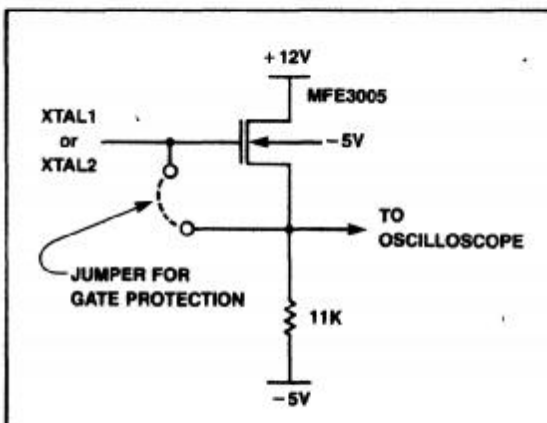 +12V
MFE3005
XTAL1
or
XTAL2
−5V
TO
OSCILLOSCOPE
JUMPER FOR
GATE PROTECTION
11K
−5V